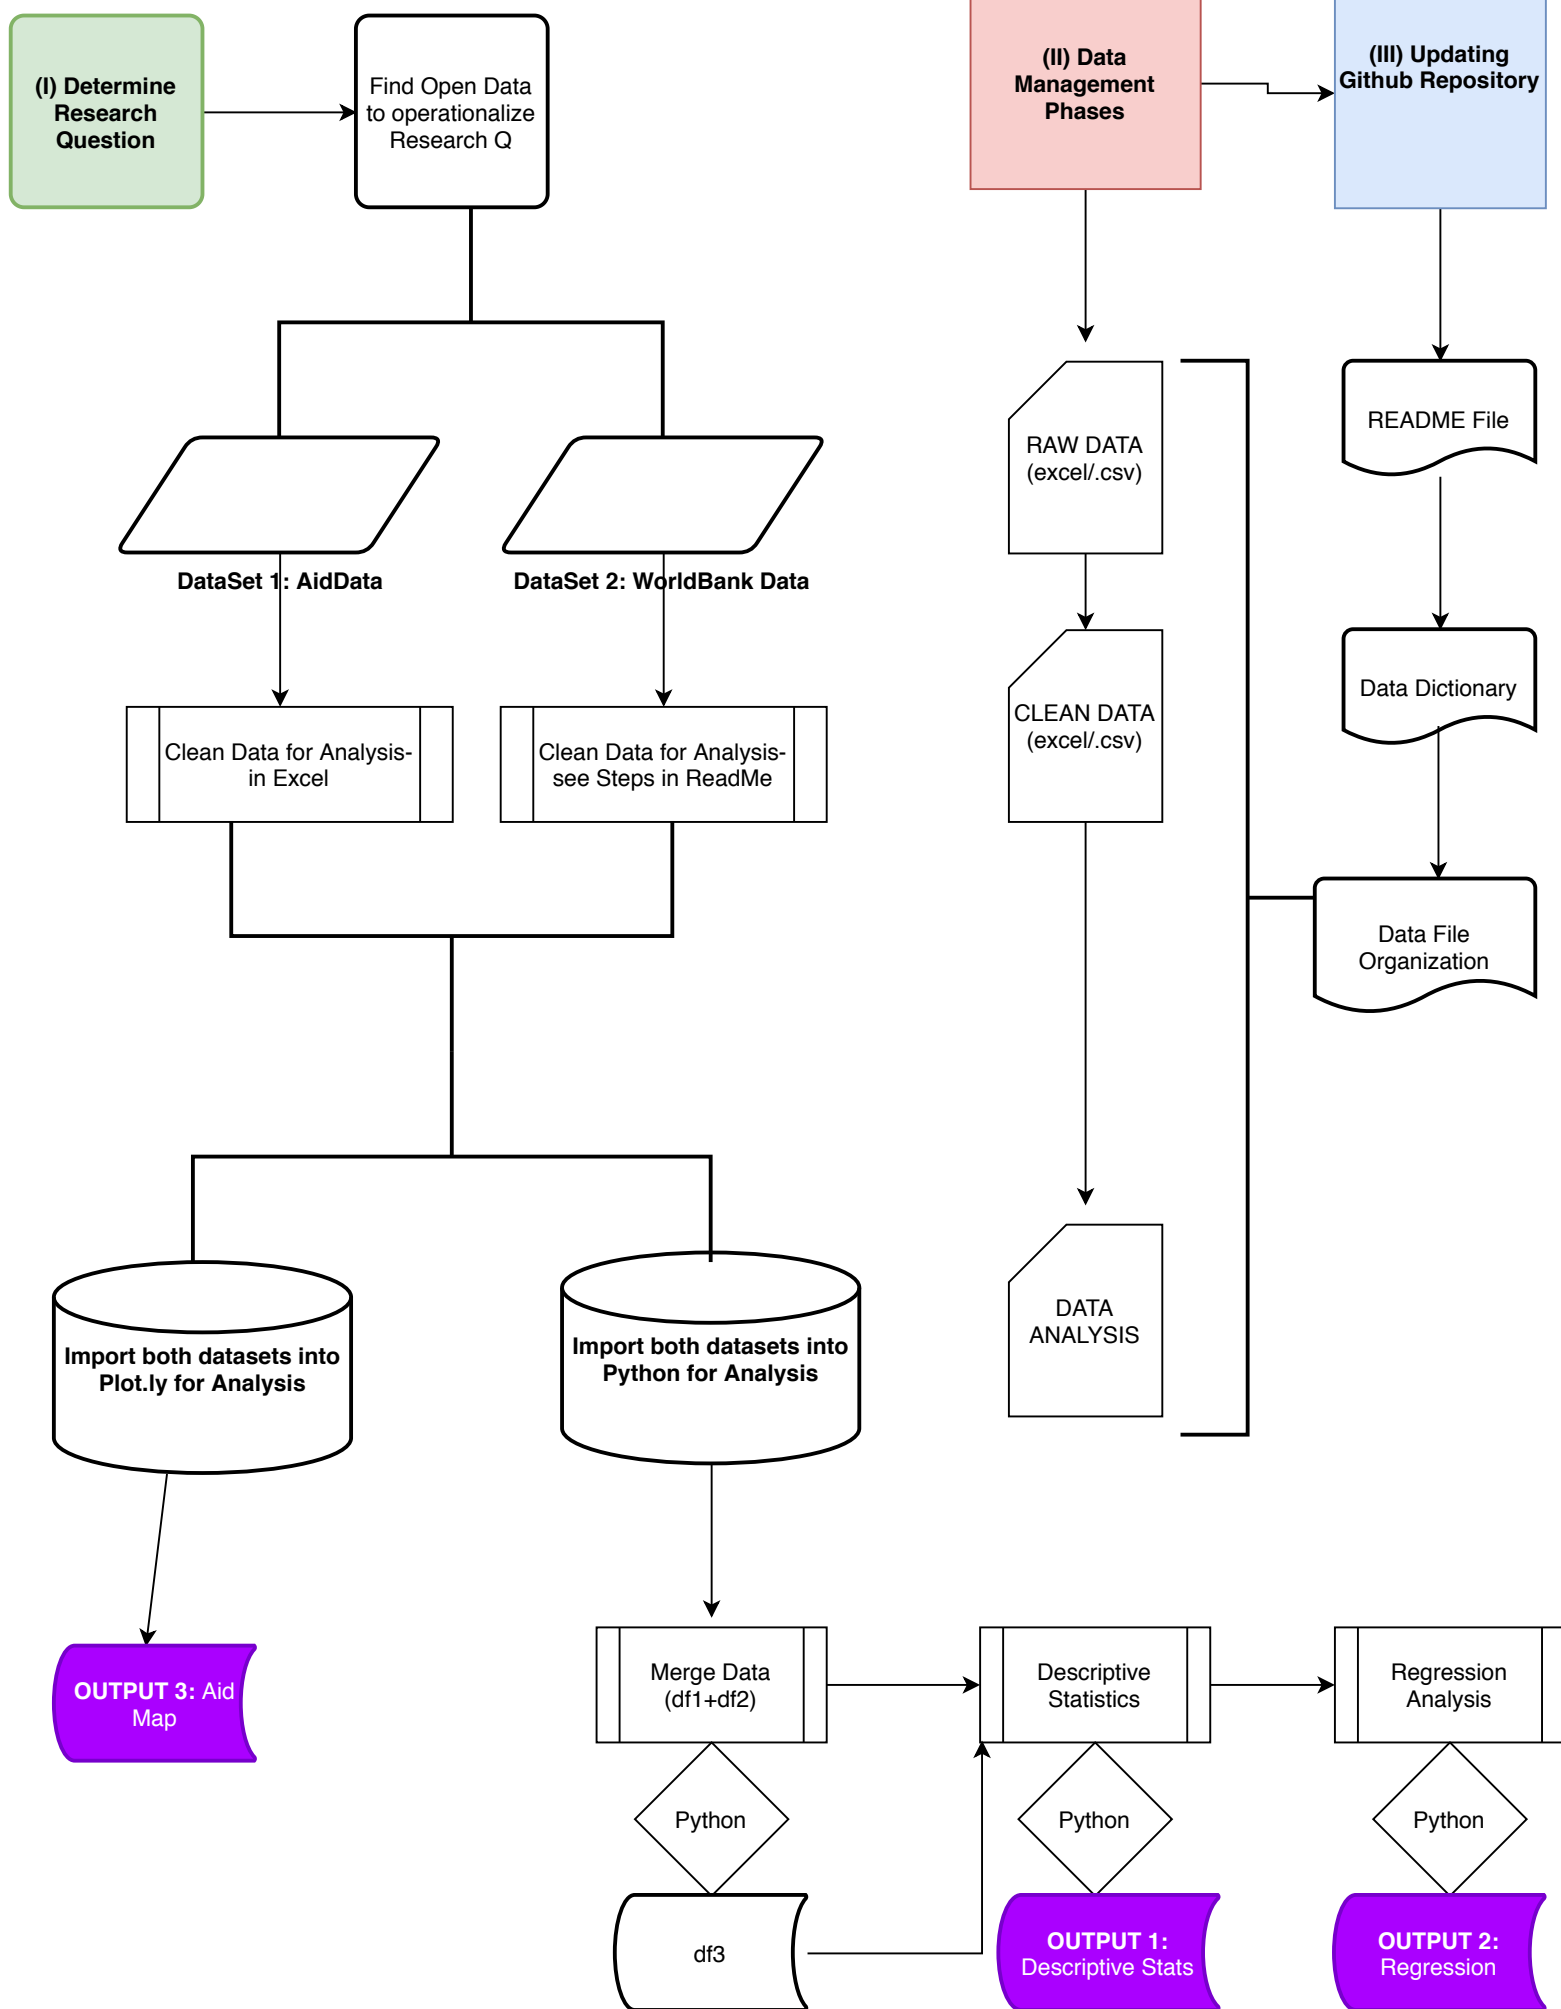 (I) Determine
Research
Question
Find Open Data
to operationalize
Research Q
(II) Data
Management
Phases
(III) Updating
Github Repository
DataSet 1: AidData
DataSet 2: WorldBank Data
RAW DATA
(excel/.csv)
README File
Clean Data for Analysis-
in Excel
Clean Data for Analysis-
see Steps in ReadMe
CLEAN DATA
(excel/.csv)
Data Dictionary
Data File
Organization
Import both datasets into
Plot.ly for Analysis
Import both datasets into
Python for Analysis
DATA
ANALYSIS
OUTPUT 3: Aid
Map
Merge Data
(df1+df2)
Descriptive
Statistics
Regression
Analysis
Python
Python
Python
df3
OUTPUT 1:
Descriptive Stats
OUTPUT 2:
Regression